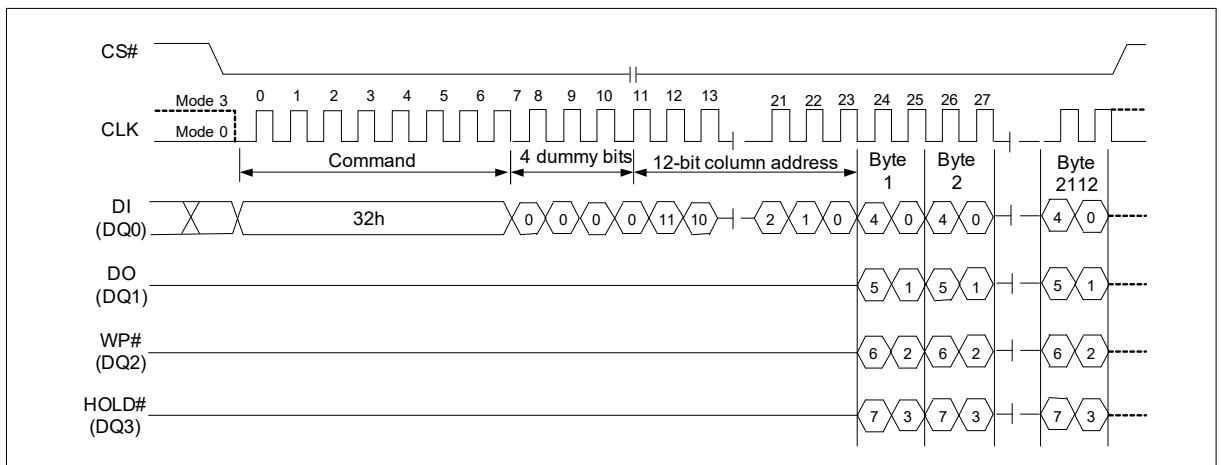 CS#
Mode 3
0 1 2 3 4 5 6 7 8 9 10 11 12 13 21 22 23 24 25 26 27
CLK
Mode 0
Command
4 dummy bits
12-bit column address
Byte
1
Byte
2
Byte
2112
DI
(DQ0)
32h
0 0 0 0 11 10 2 1 0 4 0 4 0 4 0
DO
(DQ1)
5 1 5 1 5 1
WP#
(DQ2)
6 2 6 2 6 2
HOLD#
(DQ3)
7 3 7 3 7 3